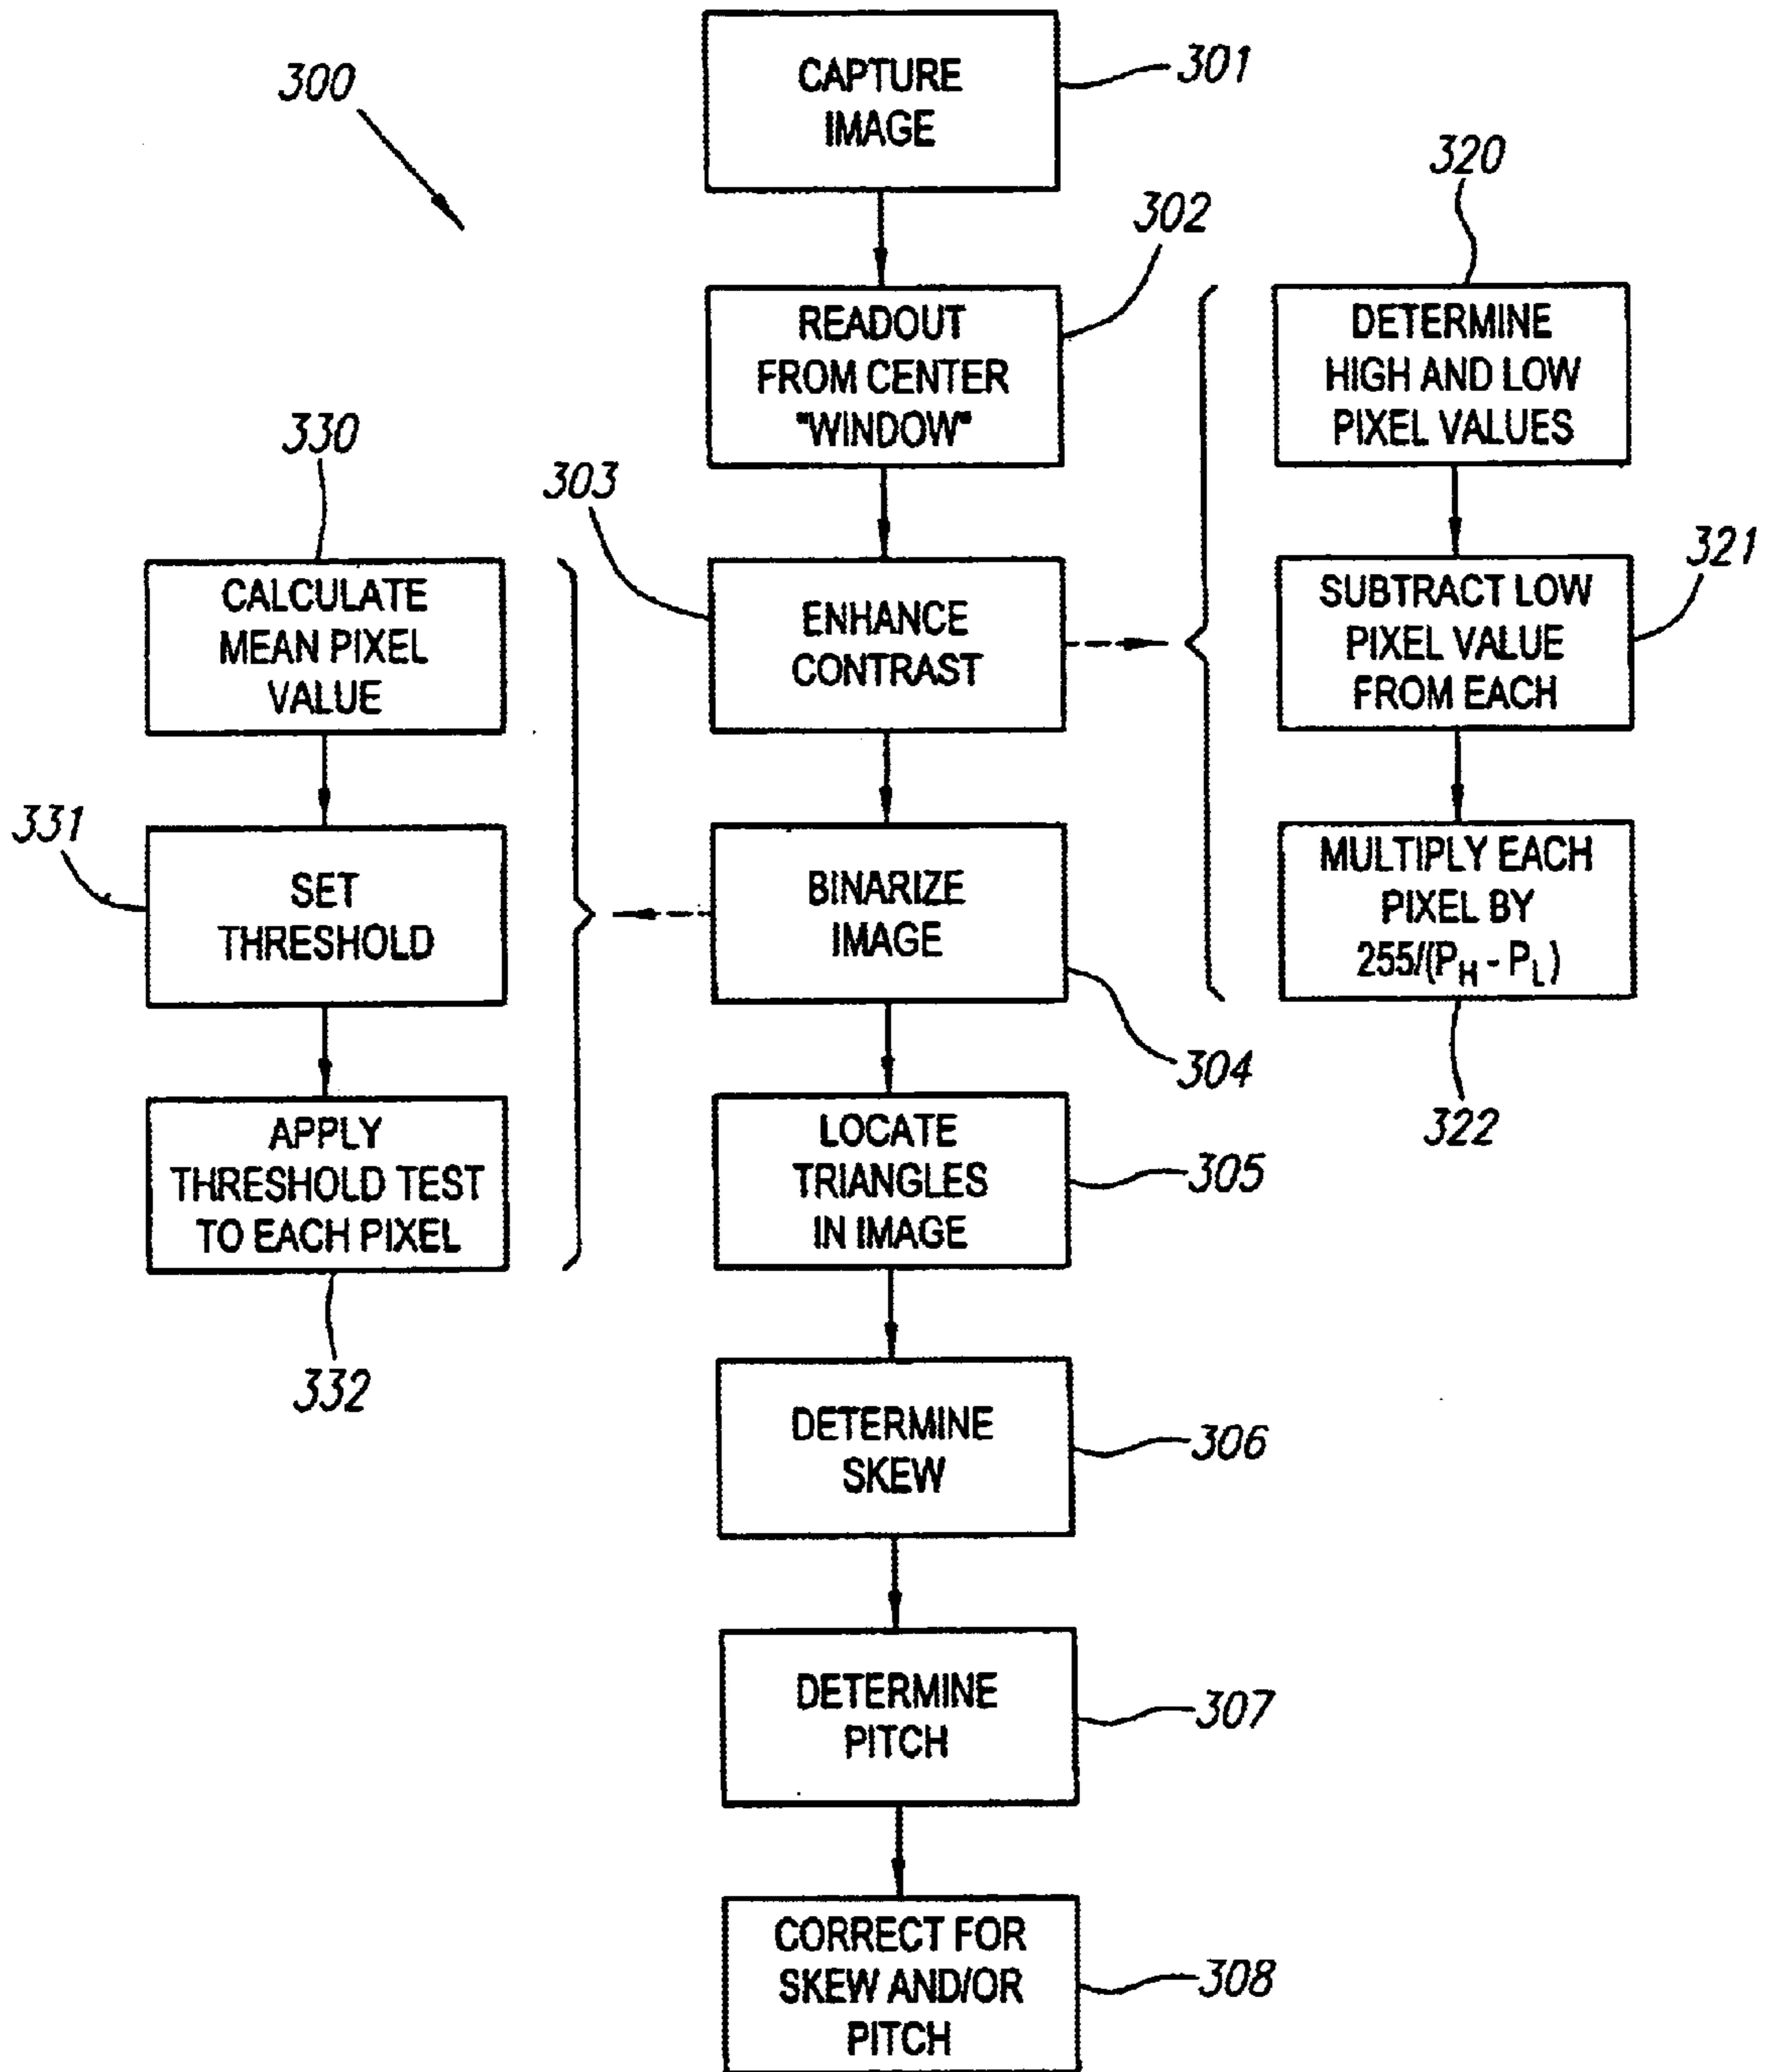 300
CAPTURE
IMAGE
301
302
READOUT
FROM CENTER
"WINDOW"
303
ENHANCE
CONTRAST
BINARIZE
IMAGE
304
LOCATE
TRIANGLES
IN IMAGE
305
DETERMINE
SKEW
306
DETERMINE
PITCH
307
CORRECT FOR
SKEW AND/OR
PITCH
308
320
DETERMINE
HIGH AND LOW
PIXEL VALUES
321
SUBTRACT LOW
PIXEL VALUE
FROM EACH
MULTIPLY EACH
PIXEL BY
255/(P_H - P_L)
322
330
CALCULATE
MEAN PIXEL
VALUE
331
SET
THRESHOLD
APPLY
THRESHOLD TEST
TO EACH PIXEL
332